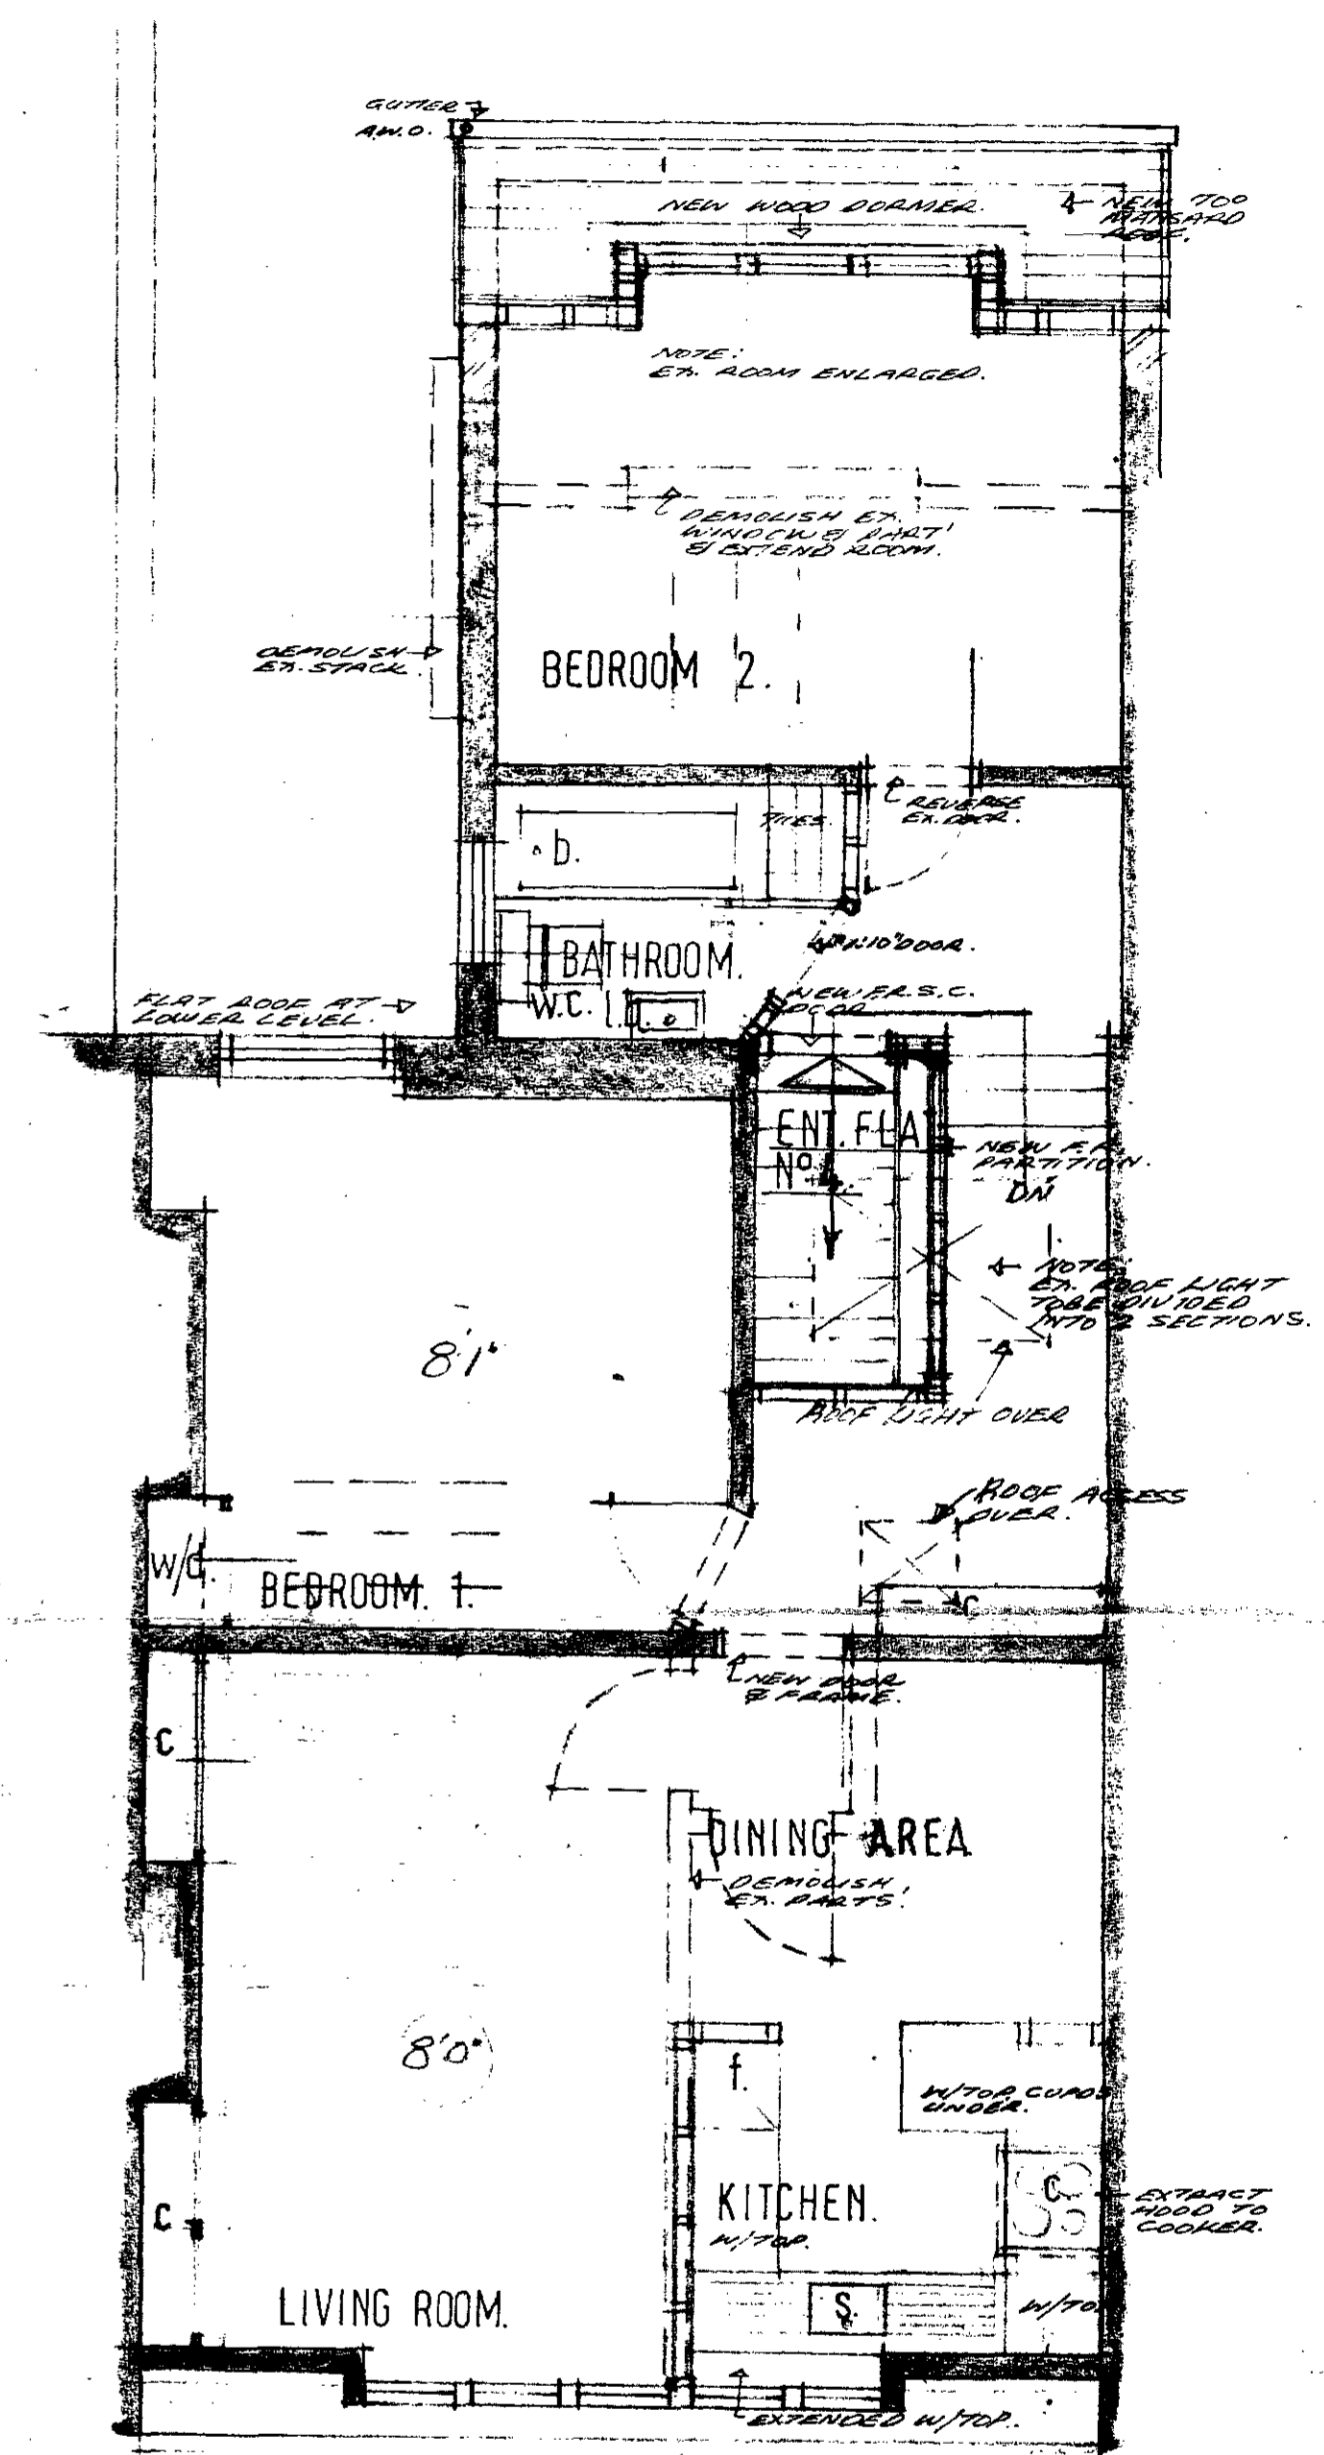 GUTTER
A.W.O.
NEW WOOD DORMER.
NEW 70°
MANSARD
ROOF.
NOTE:
EX. ROOM ENLARGED.
DEMOLISH EX.
WINDOW & PART'
& EXTEND ROOM.
DEMOLISH
EX. STACK.
BEDROOM 2.
REVERSE
EX. DOOR.
TILES.
b.
BATHROOM.
DOOR.
W.C.
NEW F.R.S.C.
DOOR
FLAT ROOF AT
LOWER LEVEL.
ENT. FLA
Nº 4.
NEW F.R.
PARTITION.
DN
NOTE:
EX. ROOF LIGHT
TO BE DIVIDED
INTO 2 SECTIONS.
8'1"
ROOF LIGHT OVER
ROOF ACCESS
OVER.
W/d.
BEDROOM. 1.
c
NEW DOOR
& FRAME.
C
DINING AREA
DEMOLISH
EX. PARTS'.
8'0"
f.
W/TOP. CUPDS
UNDER.
KITCHEN.
W/TOP.
C
EXTRACT
HOOD TO
COOKER.
C
LIVING ROOM.
S.
W/TO
EXTENDED W/TOP.